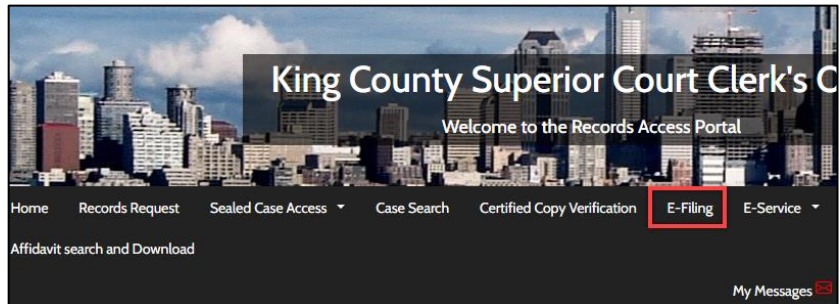 King County Superior Court Clerk's
Welcome to the Records Access Portal
Home Records Request Sealed Case Access Case Search Certified Copy Verification E-Filing E-Service
Affidavit search and Download
My Messages